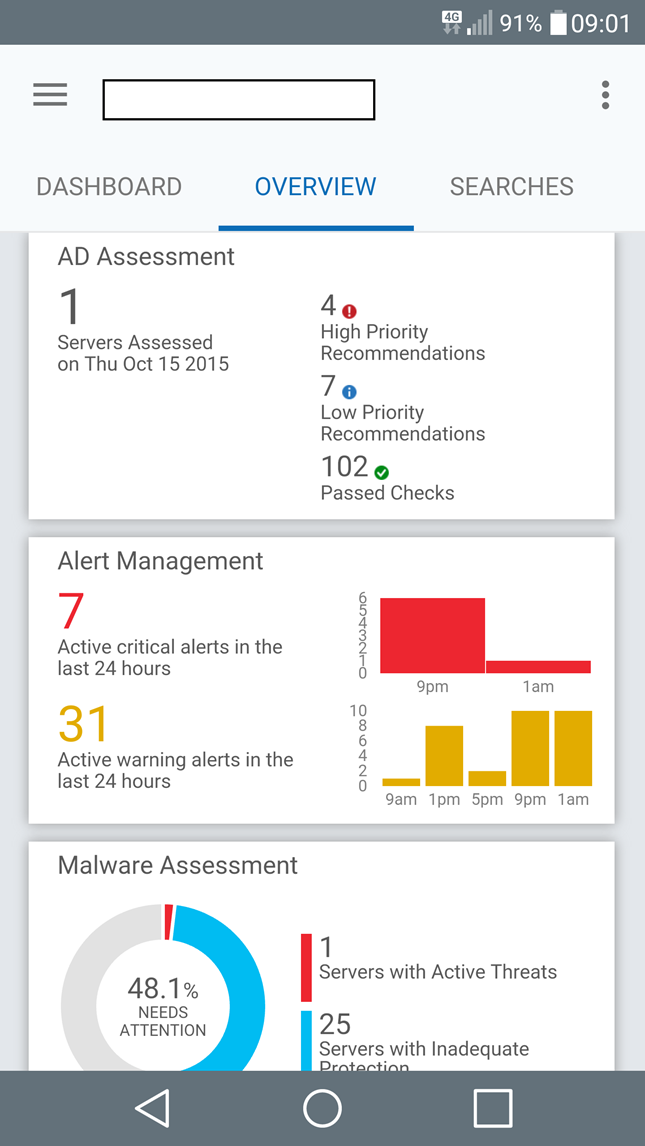 4G 91% 09:01
DASHBOARD OVERVIEW SEARCHES
AD Assessment
1
Servers Assessed
on Thu Oct 15 2015
4
High Priority
Recommendations
7
Low Priority
Recommendations
102
Passed Checks
Alert Management
7
Active critical alerts in the
last 24 hours
6
5
4
3
2
1
0
9pm 1am
31
Active warning alerts in the
last 24 hours
10
8
6
4
2
0
9am 1pm 5pm 9pm 1am
Malware Assessment
48.1%
NEEDS
ATTENTION
1
Servers with Active Threats
25
Servers with Inadequate
Protection